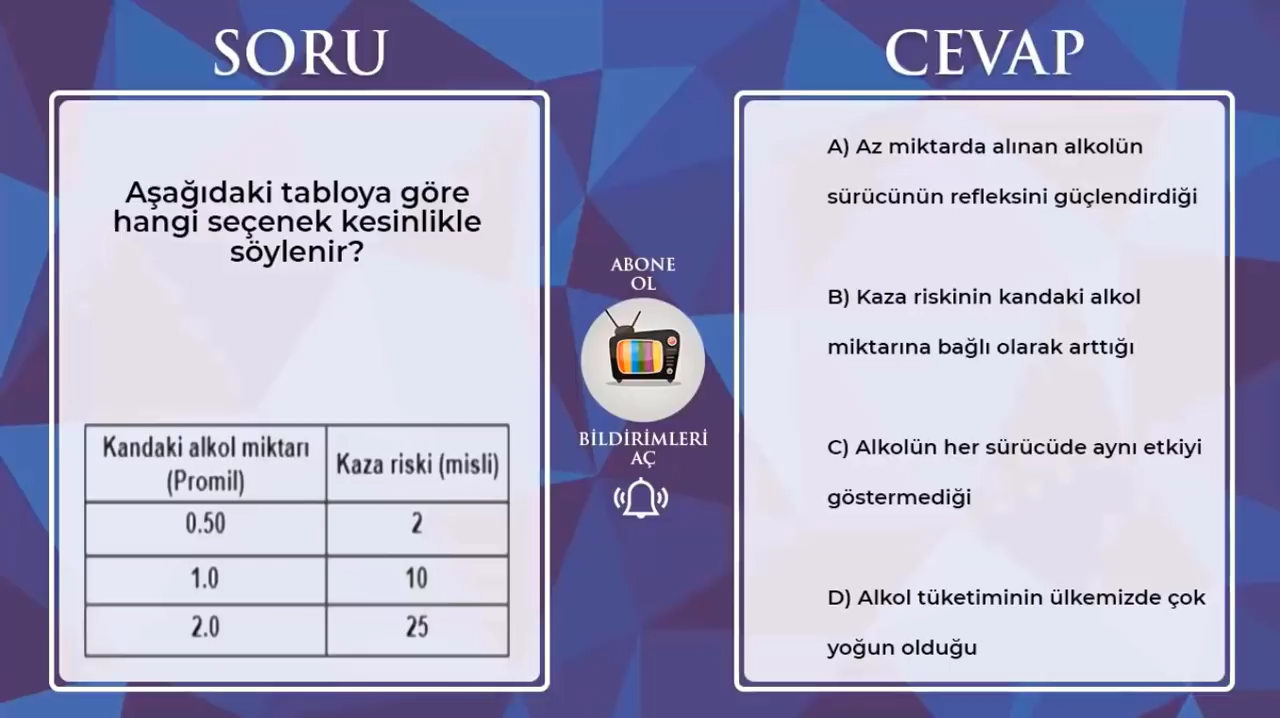 SORU
Aşağıdaki tabloya göre
hangi seçenek kesinlikle
söylenir?
Kandaki alkol miktarı
(Promil)
Kaza riski (misli)
0.50 2
1.0 10
2.0 25
ABONE
OL
BİLDİRİMLERİ
AÇ
CEVAP
A) Az miktarda alınan alkolün
sürücünün refleksini güçlendirdiği
B) Kaza riskinin kandaki alkol
miktarına bağlı olarak arttığı
C) Alkolün her sürücüde aynı etkiyi
göstermediği
D) Alkol tüketiminin ülkemizde çok
yoğun olduğu